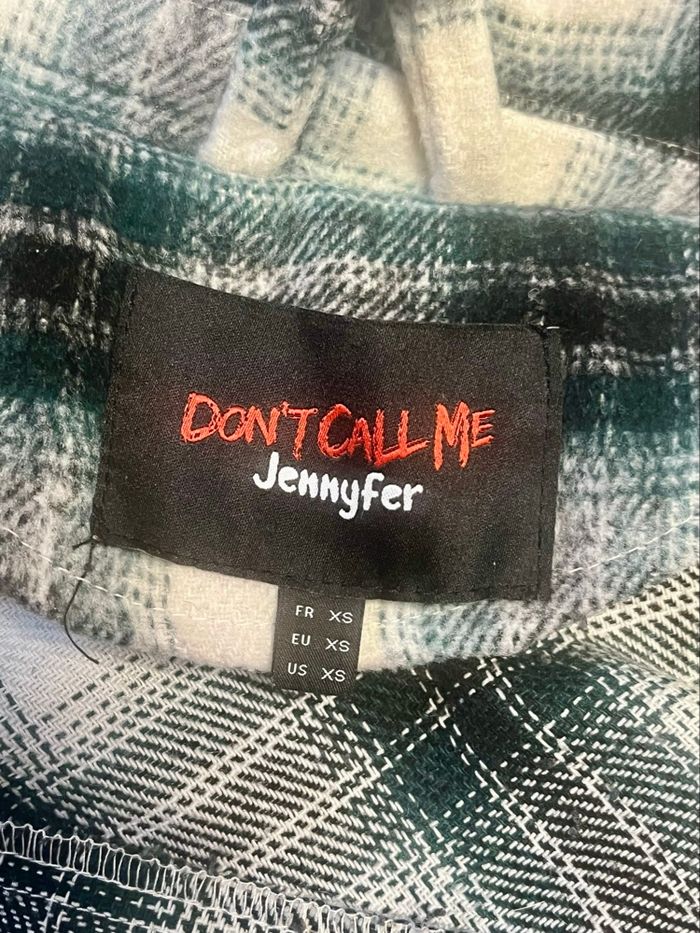 DON'T CALL ME
Jennyfer
FR XS
EU XS
US XS